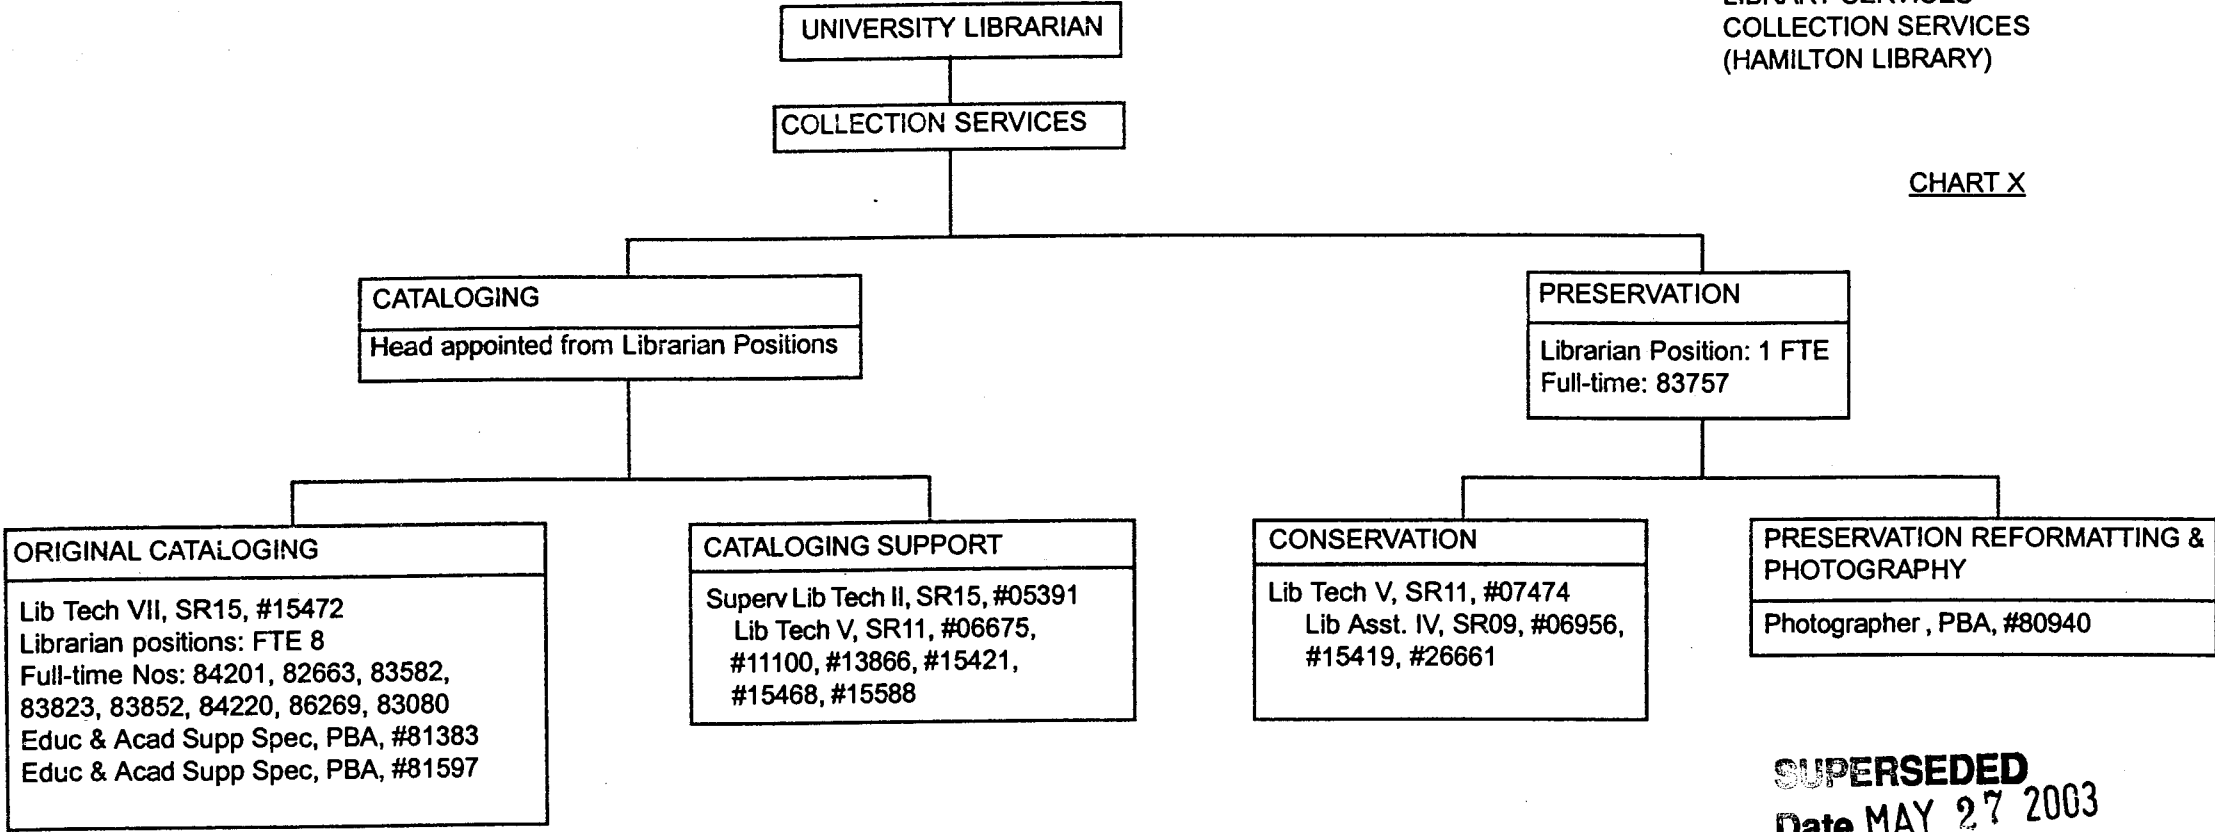 LIBRARY SERVICES
COLLECTION SERVICES
(HAMILTON LIBRARY)
CHART X
UNIVERSITY LIBRARIAN
COLLECTION SERVICES
CATALOGING
Head appointed from Librarian Positions
PRESERVATION
Librarian Position: 1 FTE
Full-time: 83757
ORIGINAL CATALOGING
Lib Tech VII, SR15, #15472
Librarian positions: FTE 8
Full-time Nos: 84201, 82663, 83582,
83823, 83852, 84220, 86269, 83080
Educ & Acad Supp Spec, PBA, #81383
Educ & Acad Supp Spec, PBA, #81597
CATALOGING SUPPORT
Superv Lib Tech II, SR15, #05391
Lib Tech V, SR11, #06675,
#11100, #13866, #15421,
#15468, #15588
CONSERVATION
Lib Tech V, SR11, #07474
Lib Asst. IV, SR09, #06956,
#15419, #26661
PRESERVATION REFORMATTING &
PHOTOGRAPHY
Photographer, PBA, #80940
SUPERSEDED
Date MAY 27 2003